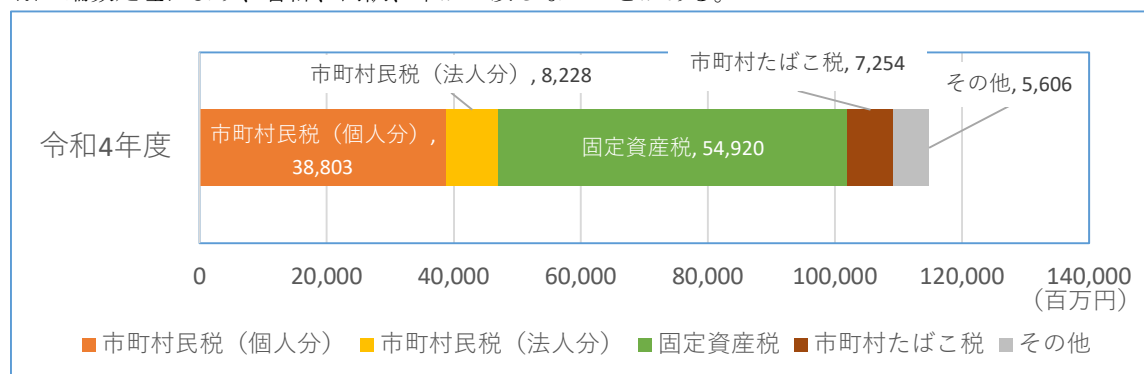 市町村民税（法人分）, 8,228
市町村たばこ税, 7,254
その他, 5,606
令和4年度
市町村民税（個人分）,
38,803
固定資産税, 54,920
0
20,000
40,000
60,000
80,000
100,000
120,000
140,000
（百万円）
市町村民税（個人分） 市町村民税（法人分） 固定資産税 市町村たばこ税 その他